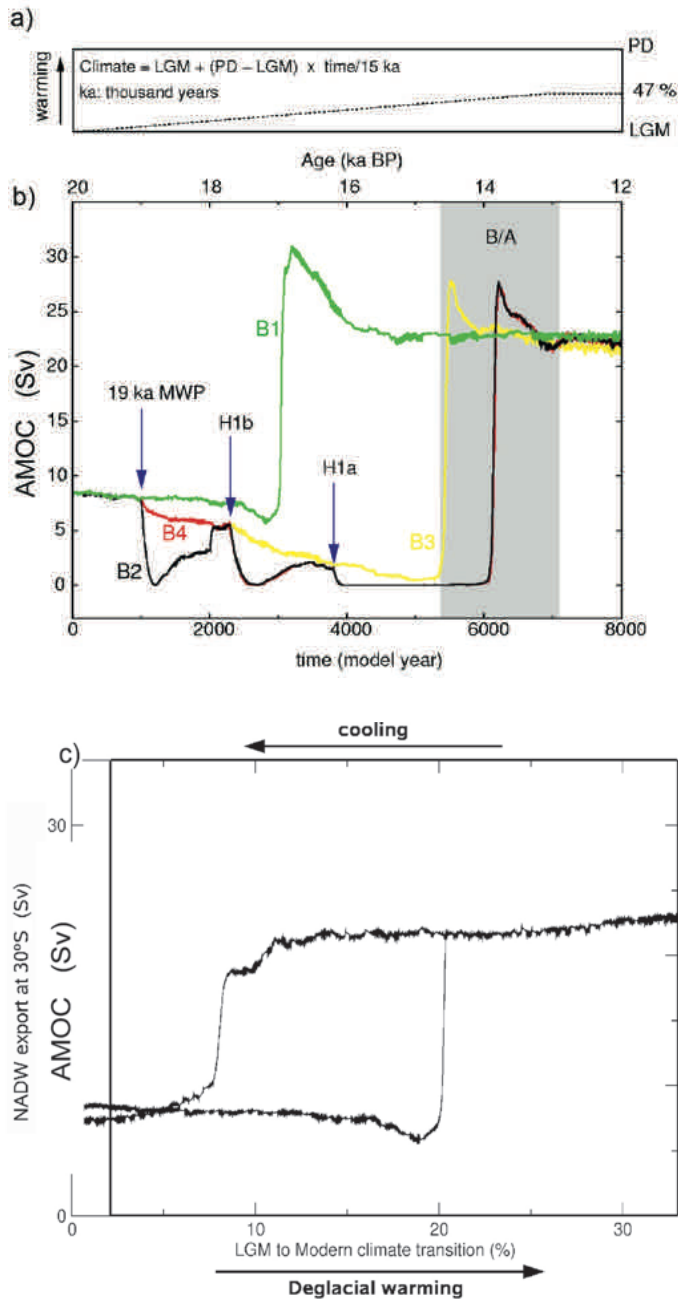 a)
PD
Climate = LGM + (PD – LGM) x time/15 ka
ka: thousand years
47 %
LGM
warming
Age (ka BP)
20 18 16 14 12
b)
B/A
30
25
20
15
10
5
0
AMOC (Sv)
B1
19 ka MWP
H1b
H1a
B4
B2
B3
0 2000 4000 6000 8000
time (model year)
cooling
c)
30
0
NADW export at 30°S (Sv)
AMOC (Sv)
0 10 20 30
LGM to Modern climate transition (%)
Deglacial warming